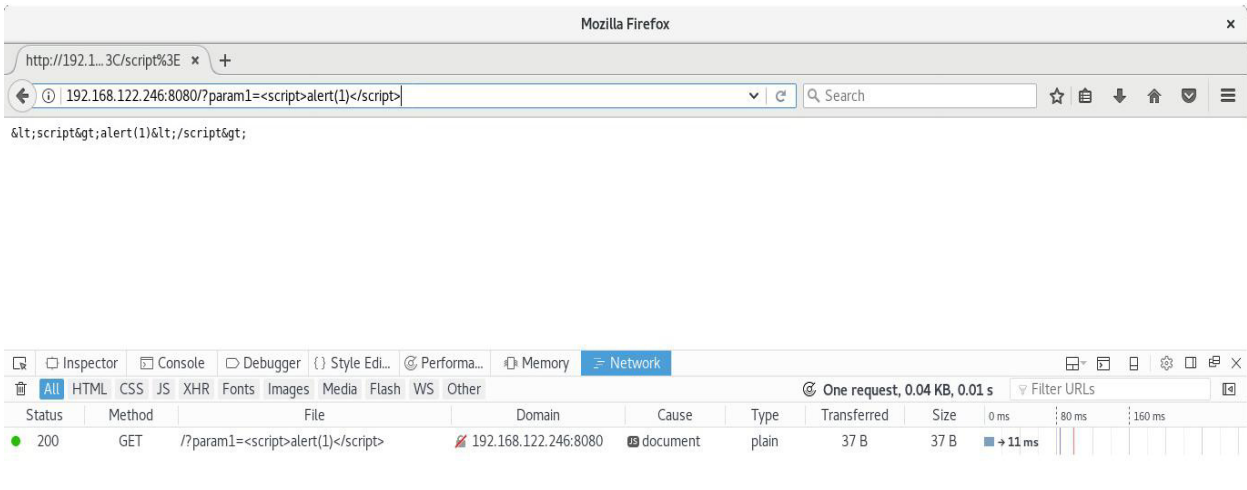 Mozilla Firefox
http://192.1... 3C/script%3E
192.168.122.246:8080/?param1=<script>alert(1)</script>
Search
&lt;script&gt;alert(1)&lt;/script&gt;
Inspector Console Debugger {} Style Edi... Performa... Memory Network
All HTML CSS JS XHR Fonts Images Media Flash WS Other One request, 0.04 KB, 0.01 s Filter URLs
Status Method File Domain Cause Type Transferred Size 0 ms 80 ms 160 ms
200 GET /?param1=<script>alert(1)</script> 192.168.122.246:8080 JS document plain 37 B 37 B → 11 ms